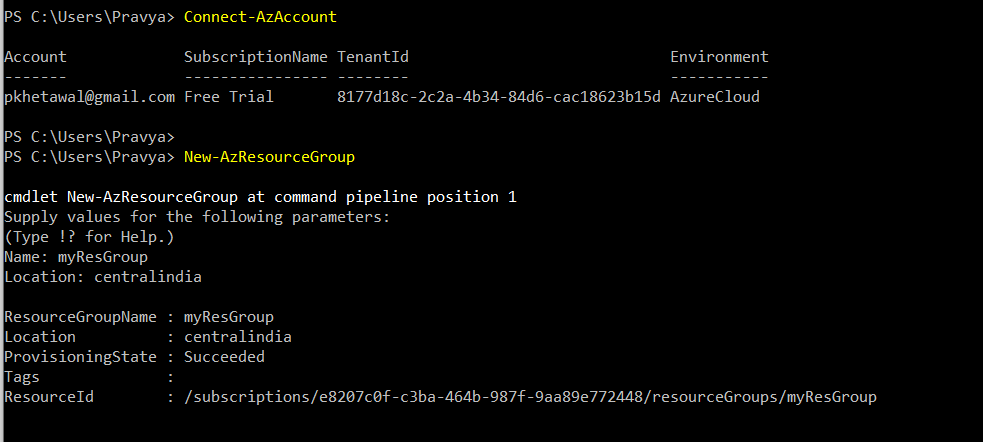 PS C:\Users\Pravya> Connect-AzAccount
Account SubscriptionName TenantId Environment
------- ---------------- -------- -----------
pkhetawal@gmail.com Free Trial 8177d18c-2c2a-4b34-84d6-cac18623b15d AzureCloud
PS C:\Users\Pravya>
PS C:\Users\Pravya> New-AzResourceGroup
cmdlet New-AzResourceGroup at command pipeline position 1
Supply values for the following parameters:
(Type !? for Help.)
Name: myResGroup
Location: centralindia
ResourceGroupName : myResGroup
Location : centralindia
ProvisioningState : Succeeded
Tags :
ResourceId : /subscriptions/e8207c0f-c3ba-464b-987f-9aa89e772448/resourceGroups/myResGroup